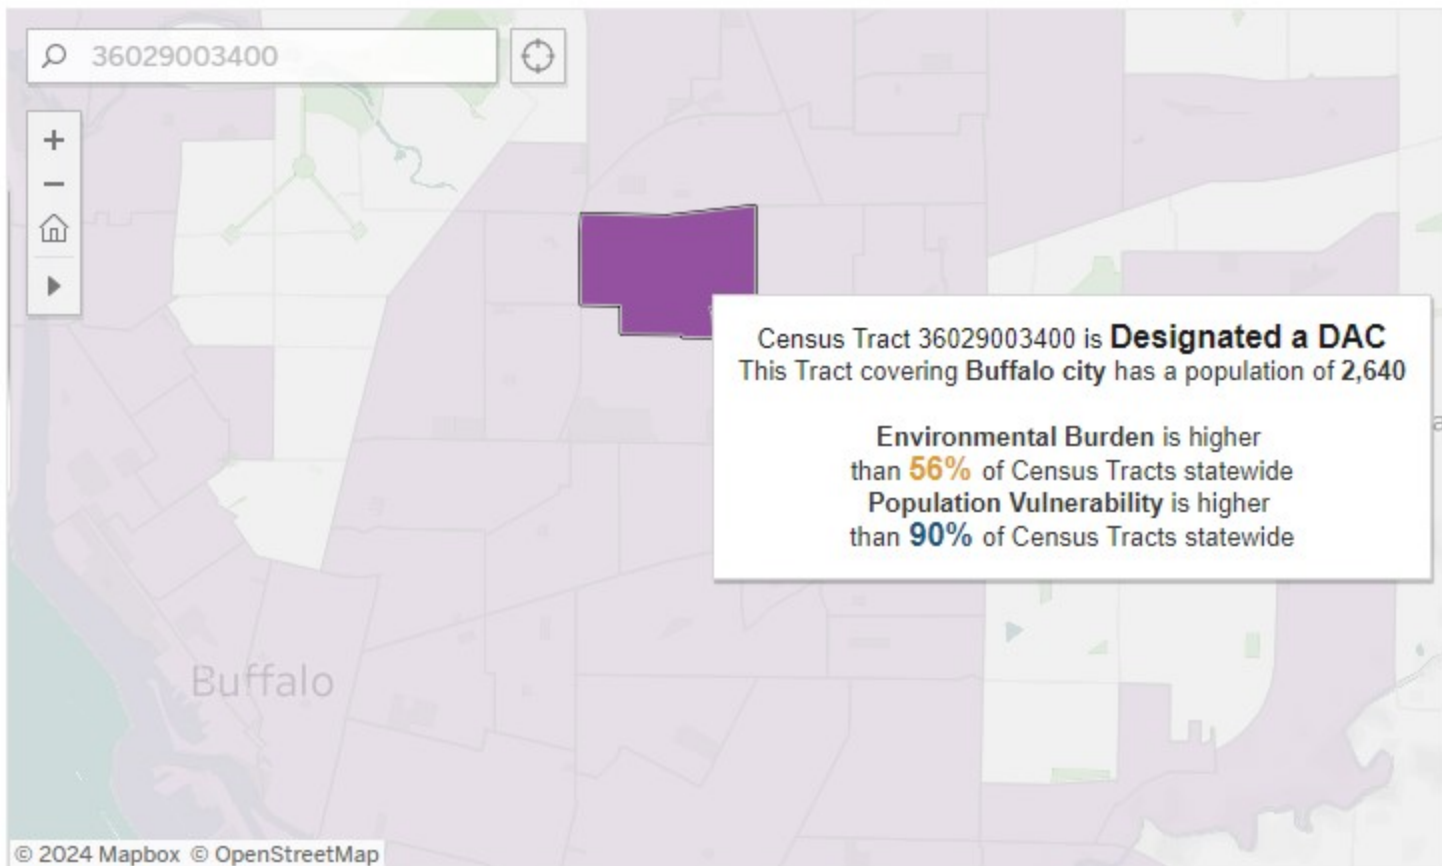 36029003400
Census Tract 36029003400 is Designated a DAC
This Tract covering Buffalo city has a population of 2,640
Environmental Burden is higher
than 56% of Census Tracts statewide
Population Vulnerability is higher
than 90% of Census Tracts statewide
Buffalo
© 2024 Mapbox © OpenStreetMap